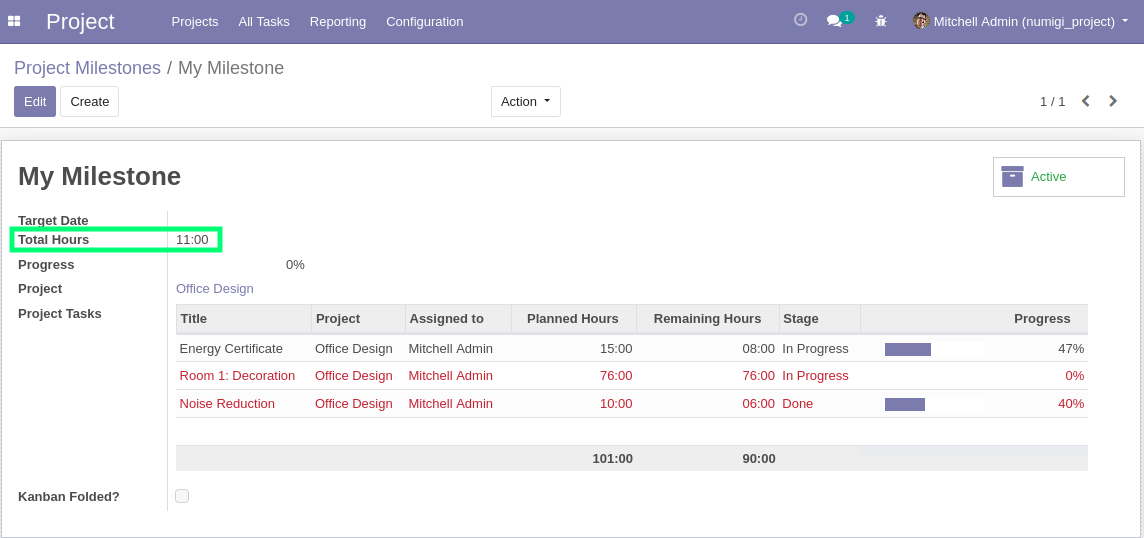 Project Projects All Tasks Reporting Configuration 1 Mitchell Admin (numigi_project)
Project Milestones / My Milestone
Edit Create Action 1 / 1
My Milestone
Active
Target Date
Total Hours 11:00
Progress 0%
Project Office Design
Project Tasks
Title Project Assigned to Planned Hours Remaining Hours Stage Progress
Energy Certificate Office Design Mitchell Admin 15:00 08:00 In Progress 47%
Room 1: Decoration Office Design Mitchell Admin 76:00 76:00 In Progress 0%
Noise Reduction Office Design Mitchell Admin 10:00 06:00 Done 40%
101:00 90:00
Kanban Folded?